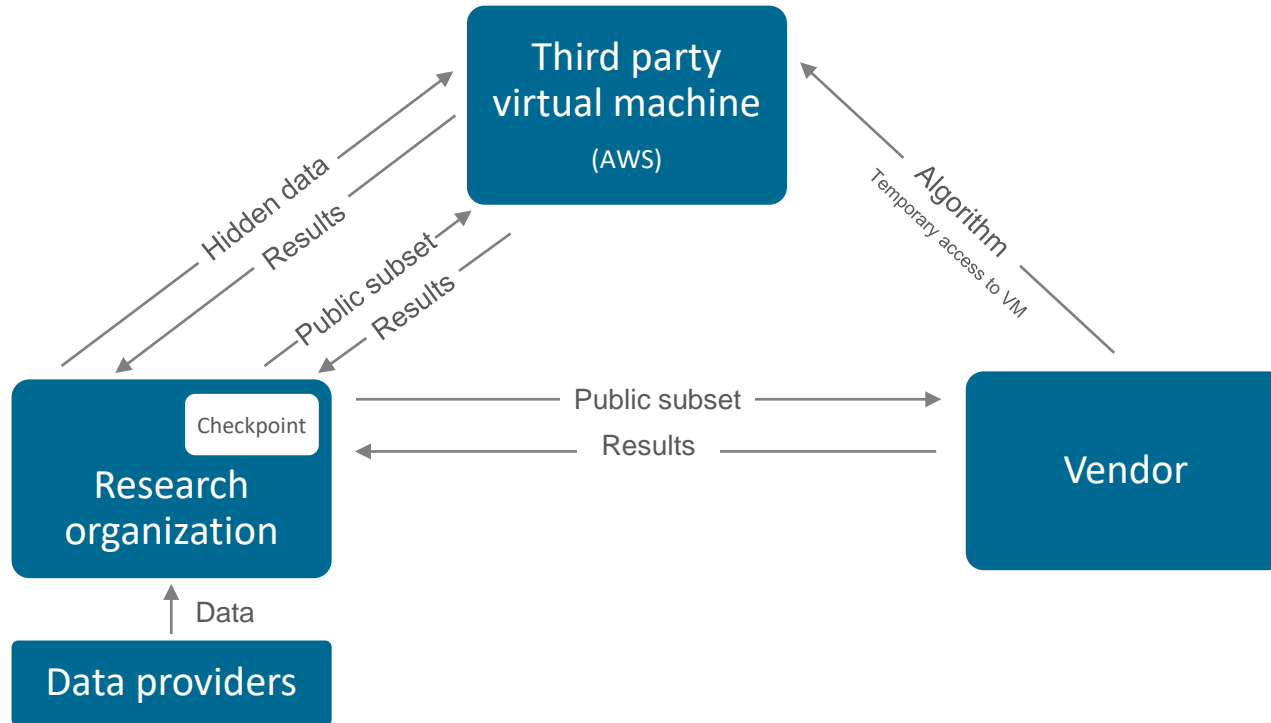 Third party
virtual machine
(AWS)
Hidden data
Results
Public subset
Results
Algorithm
Temporary access to VM
Checkpoint
Research
organization
Public subset
Results
Vendor
Data
Data providers